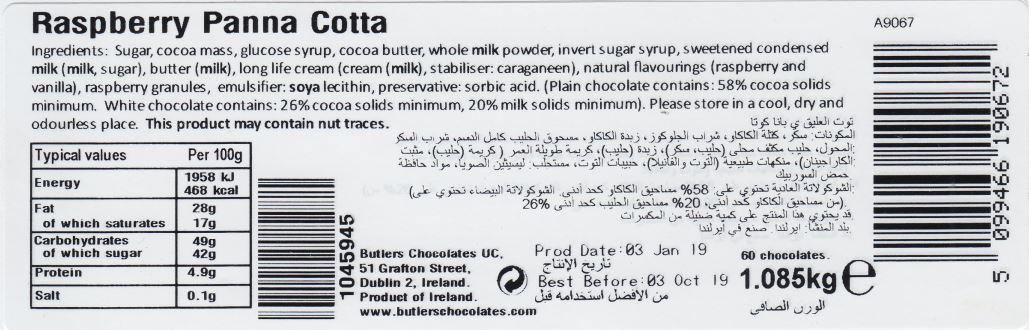 Raspberry Panna Cotta
A9067
Ingredients: Sugar, cocoa mass, glucose syrup, cocoa butter, whole milk powder, invert sugar syrup, sweetened condensed
milk (milk, sugar), butter (milk), long life cream (cream (milk), stabiliser: caraganeen), natural flavourings (raspberry and
vanilla), raspberry granules, emulsifier: soya lecithin, preservative: sorbic acid. (Plain chocolate contains: 58% cocoa solids
minimum. White chocolate contains: 26% cocoa solids minimum, 20% milk solids minimum). Please store in a cool, dry and
odourless place. This product may contain nut traces.
توت العليق ي بانا كوتا
المكونات: سكر، كتلة الكاكاو، شراب الجلوكوز، زبدة الكاكاو، مسحوق الحليب كامل الدسم، شراب السكر
المحول، حليب مكثف محلى (حليب، سكر)، زبدة (حليب)، كريمة طويلة العمر (كريمة (حليب)، مثبت:
الكاراجينان)، منكهات طبيعية (التوت والفانيلا)، حبيبات التوت، مستحلب: ليسيثين الصويا، مواد حافظة:
حمض السوربيك.
(الشوكولاتة العادية تحتوي على: 58% مساحيق الكاكاو كحد أدنى. الشوكولاتة البيضاء تحتوي على:
26% من مساحيق الكاكاو كحد أدنى، 20% مساحيق الحليب كحد أدنى).
قد يحتوي هذا المنتج على كمية ضئيلة من المكسرات.
بلد المنشأ: ايرلندا. صنع في ايرلندا.
Typical values Per 100g
Energy 1958 kJ
468 kcal
Fat 28g
of which saturates 17g
Carbohydrates 49g
of which sugar 42g
Protein 4.9g
Salt 0.1g
1045945
Butlers Chocolates UC,
51 Grafton Street,
Dublin 2, Ireland.
Product of Ireland.
www.butlerschocolates.com
Prod Date:03 Jan 19
تاريخ الإنتاج
Best Before:03 Oct 19
من الافضل استخدامه قبل
60 chocolates.
1.085kg e
الوزن الصافي
5 099466 190672